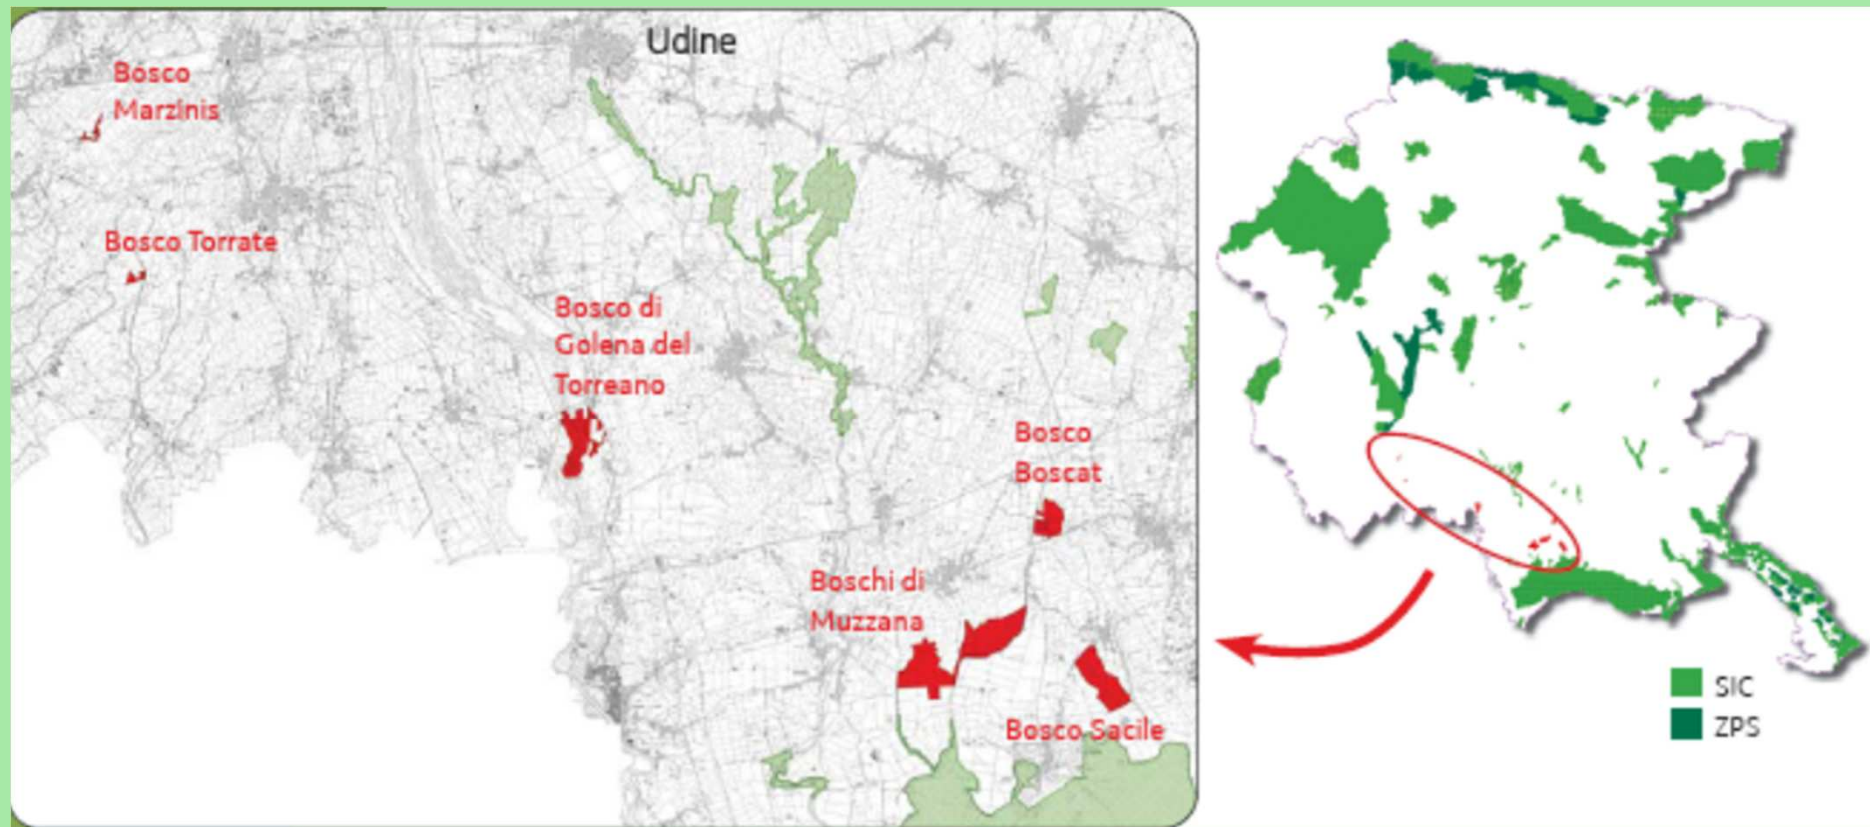 Udine
Bosco
Marzinis
Bosco Torrate
Bosco di
Golena del
Torreano
Bosco
Boscat
Boschi di
Muzzana
Bosco Sacile
SIC
ZPS